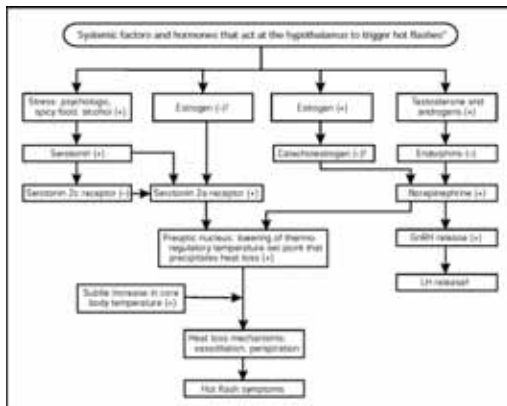 Systemic factors and hormones that act at the hypothalamus to trigger hot flashes*
Stress: psychologic,
spicy food, alcohol (+)
Estrogen (–)†
Estrogen (+)
Testosterone and
androgens (+)
Serotonin (+)
Catecholestrogen (–)†
Endorphins (–)
Serotonin 2c receptor (–)
Serotonin 2a receptor (+)
Norepinephrine (+)
Preoptic nucleus: lowering of thermo
regulatory temperature set point that
precipitates heat loss (+)
GnRH release (+)
LH release†
Subtle increase in core
body temperature (+)
Heat loss mechanisms:
vasodilation, perspiration
Hot flash symptoms